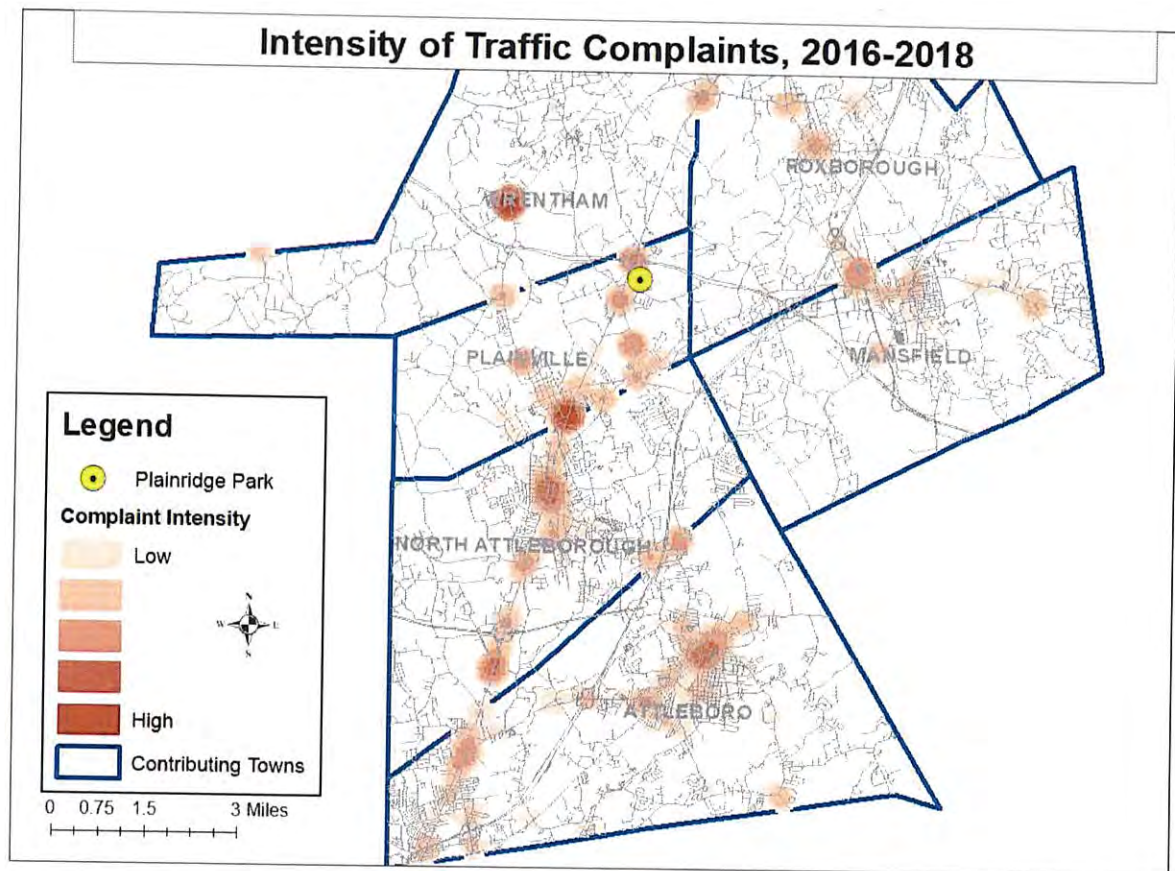 Intensity of Traffic Complaints, 2016-2018
FOXBOROUGH
WRENTHAM
PLAINVILLE
MANSFIELD
Legend
Plainridge Park
Complaint Intensity
Low
High
Contributing Towns
N
W E
S
NORTH ATTLEBOROUGH
ATTLEBORO
0 0.75 1.5 3 Miles